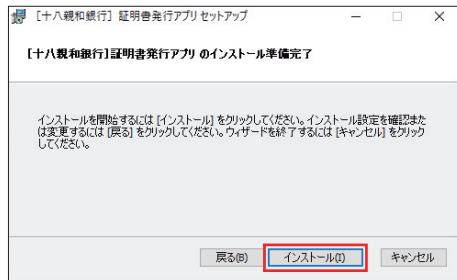 ［十八親和銀行］証明書発行アプリ セットアップ
［十八親和銀行］証明書発行アプリ のインストール準備完了
インストールを開始するには [インストール] をクリックしてください。インストール設定を確認また
は変更するには [戻る] をクリックしてください。ウィザードを終了するには [キャンセル] をクリック
してください。
戻る(B) インストール(I) キャンセル